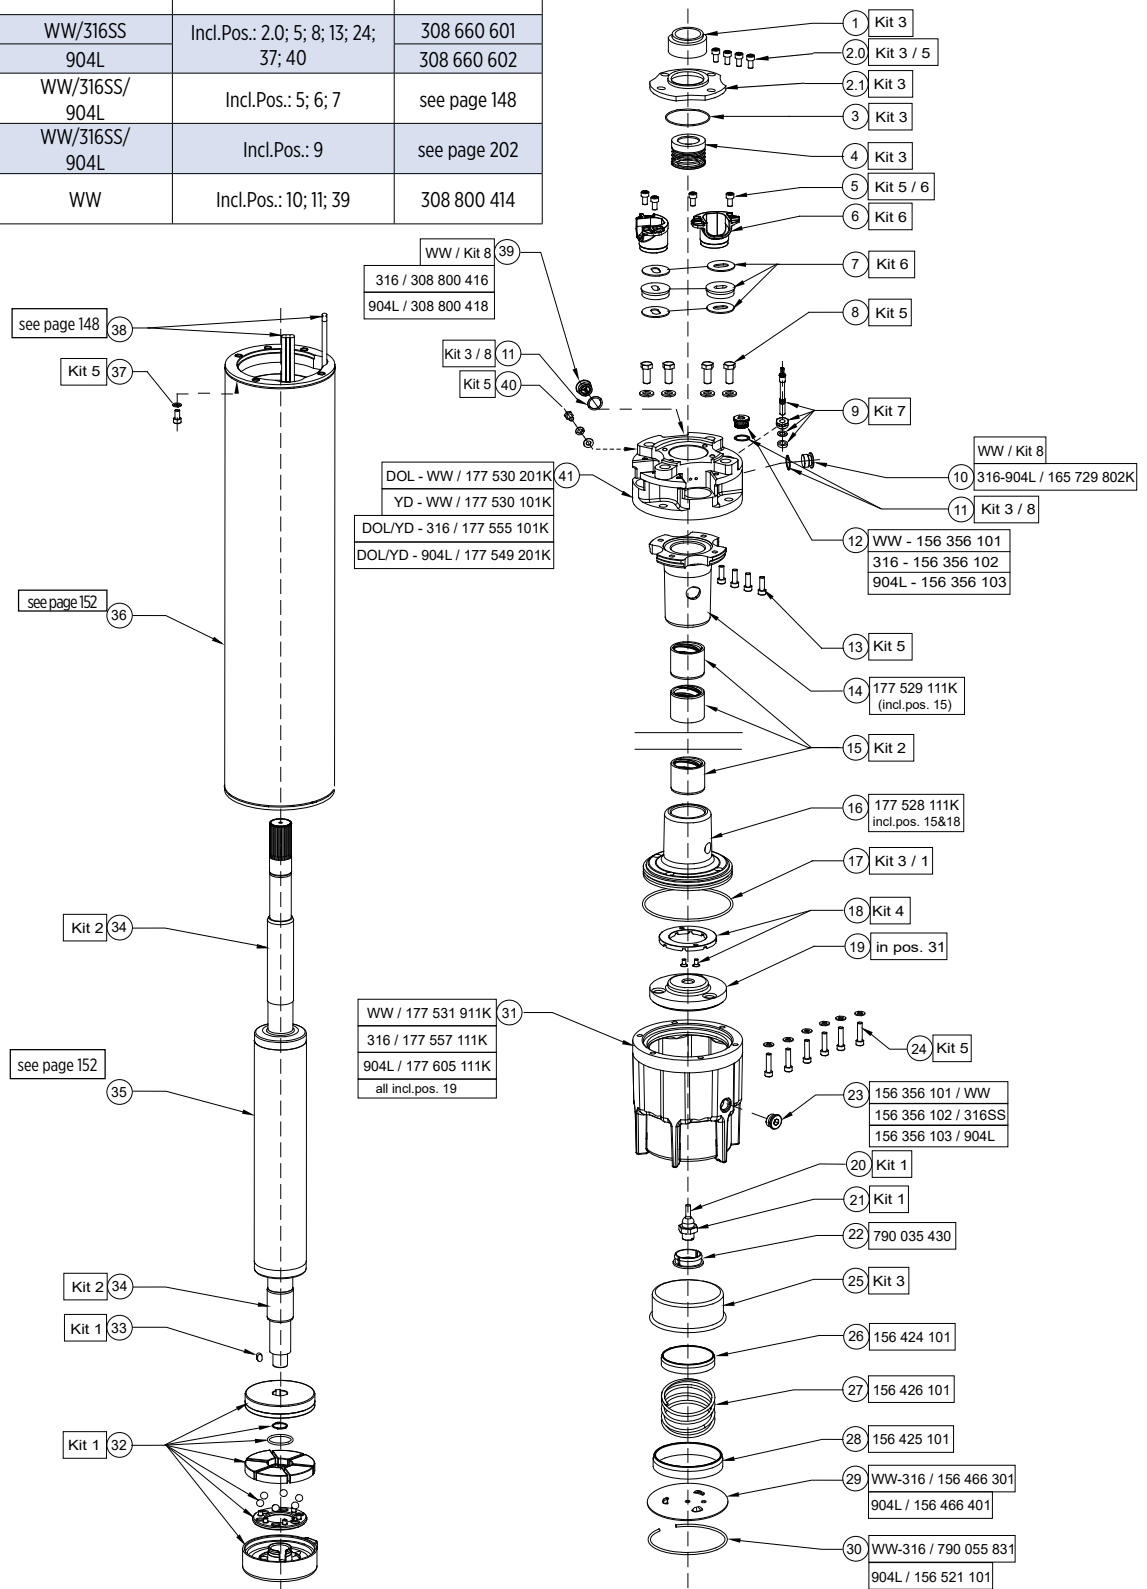 WW/316SS
904L
Incl.Pos.: 2.0; 5; 8; 13; 24;
37; 40
308 660 601
308 660 602
WW/316SS/
904L
Incl.Pos.: 5; 6; 7
see page 148
WW/316SS/
904L
Incl.Pos.: 9
see page 202
WW
Incl.Pos.: 10; 11; 39
308 800 414
1 Kit 3
2.0 Kit 3 / 5
2.1 Kit 3
3 Kit 3
4 Kit 3
5 Kit 5 / 6
6 Kit 6
7 Kit 6
8 Kit 5
9 Kit 7
WW / Kit 8
10 316-904L / 165 729 802K
11 Kit 3 / 8
12 WW - 156 356 101
316 - 156 356 102
904L - 156 356 103
13 Kit 5
14 177 529 111K
(incl.pos. 15)
15 Kit 2
16 177 528 111K
incl.pos. 15&18
17 Kit 3 / 1
18 Kit 4
19 in pos. 31
24 Kit 5
23 156 356 101 / WW
156 356 102 / 316SS
156 356 103 / 904L
20 Kit 1
21 Kit 1
22 790 035 430
25 Kit 3
26 156 424 101
27 156 426 101
28 156 425 101
29 WW-316 / 156 466 301
904L / 156 466 401
30 WW-316 / 790 055 831
904L / 156 521 101
WW / Kit 8 39
316 / 308 800 416
904L / 308 800 418
Kit 3 / 8 11
Kit 5 40
DOL - WW / 177 530 201K 41
YD - WW / 177 530 101K
DOL/YD - 316 / 177 555 101K
DOL/YD - 904L / 177 549 201K
WW / 177 531 911K 31
316 / 177 557 111K
904L / 177 605 111K
all incl.pos. 19
see page 148 38
Kit 5 37
see page 152
36
Kit 2 34
see page 152
35
Kit 2 34
Kit 1 33
Kit 1 32